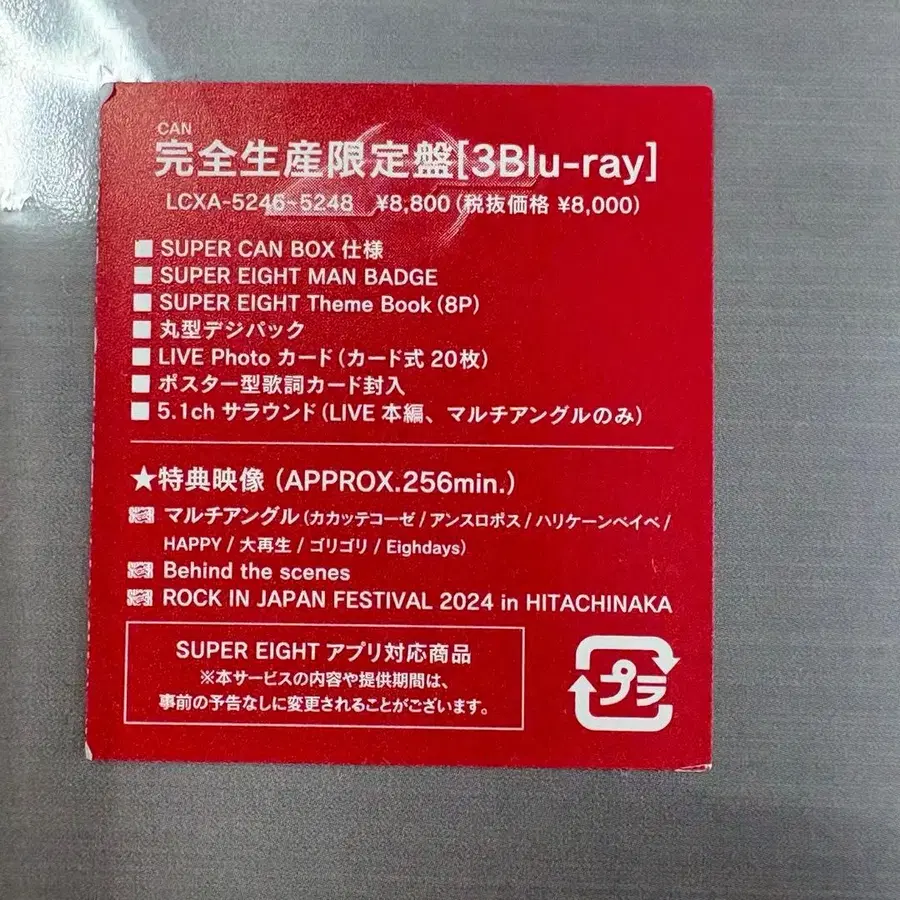 CAN
完全生産限定盤[3Blu-ray]
LCXA-5246-5248 ¥8,800(税抜価格 ¥8,000)
■ SUPER CAN BOX 仕様
■ SUPER EIGHT MAN BADGE
■ SUPER EIGHT Theme Book (8P)
■ 丸型デジパック
■ LIVE Photo カード(カード式 20枚)
■ ポスター型歌詞カード封入
■ 5.1ch サラウンド(LIVE 本編、マルチアングルのみ)
★特典映像 (APPROX.256min.)
マルチアングル(カカッテコーゼ/アンスロポス/ハリケーンベイベ/
HAPPY/大再生/ゴリゴリ/Eighdays)
Behind the scenes
ROCK IN JAPAN FESTIVAL 2024 in HITACHINAKA
SUPER EIGHT アプリ対応商品
※本サービスの内容や提供期間は、
事前の予告なしに変更されることがございます。
プラ